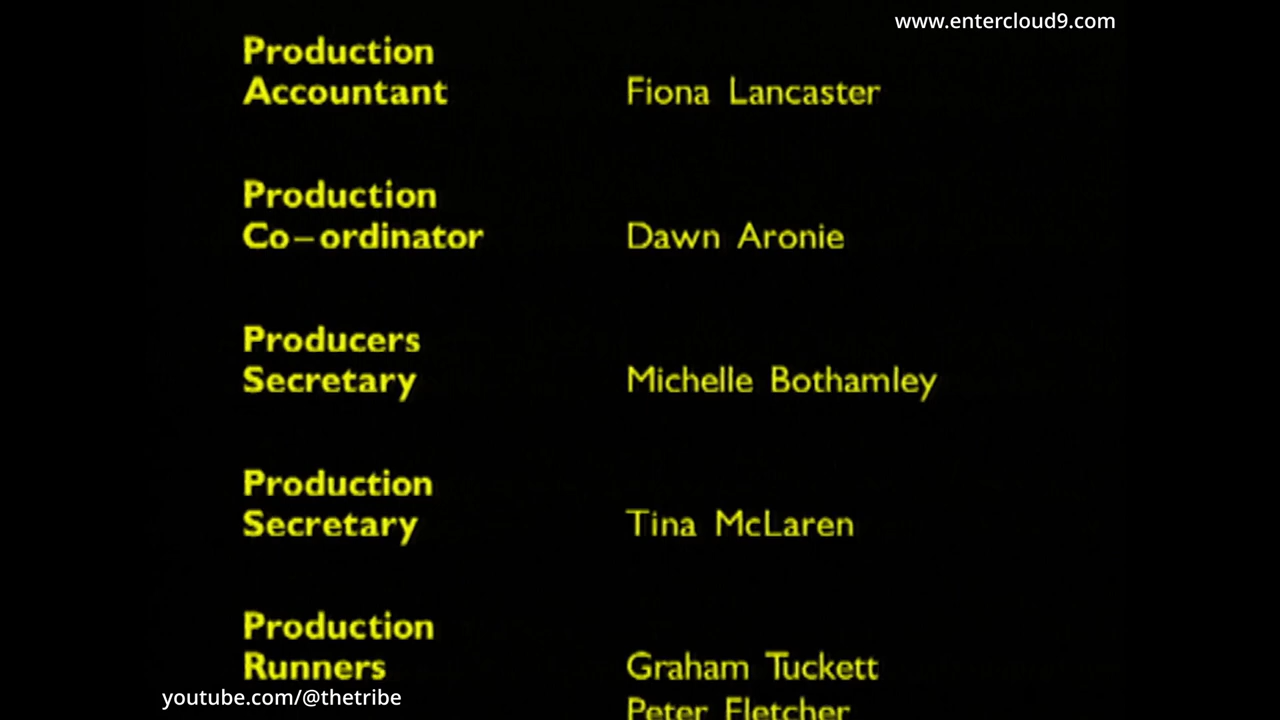 www.entercloud9.com
Production
Accountant Fiona Lancaster
Production
Co-ordinator Dawn Aronie
Producers
Secretary Michelle Bothamley
Production
Secretary Tina McLaren
Production
Runners Graham Tuckett
youtube.com/@thetribe
Peter Fletcher